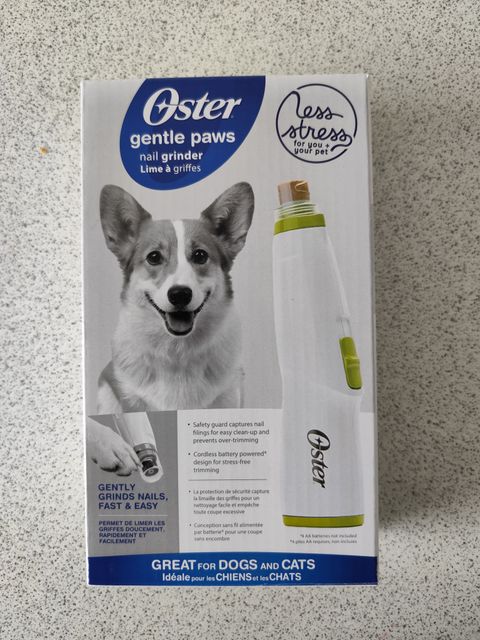 Oster
gentle paws
nail grinder
Lime à griffes
less
stress
for you +
your pet
• Safety guard captures nail
filings for easy clean-up and
prevents over-trimming
• Cordless battery powered*
design for stress-free
trimming
• La protection de sécurité capture
la limaille des griffes pour un
nettoyage facile et empêche
toute coupe excessive
• Conception sans fil alimentée
par batterie* pour une coupe
sans encombre
GENTLY
GRINDS NAILS,
FAST & EASY
PERMET DE LIMER LES
GRIFFES DOUCEMENT,
RAPIDEMENT ET
FACILEMENT
Oster
*4 AA batteries not included
*4 piles AA requises, non incluses
GREAT FOR DOGS AND CATS
Idéale pour les CHIENS et les CHATS